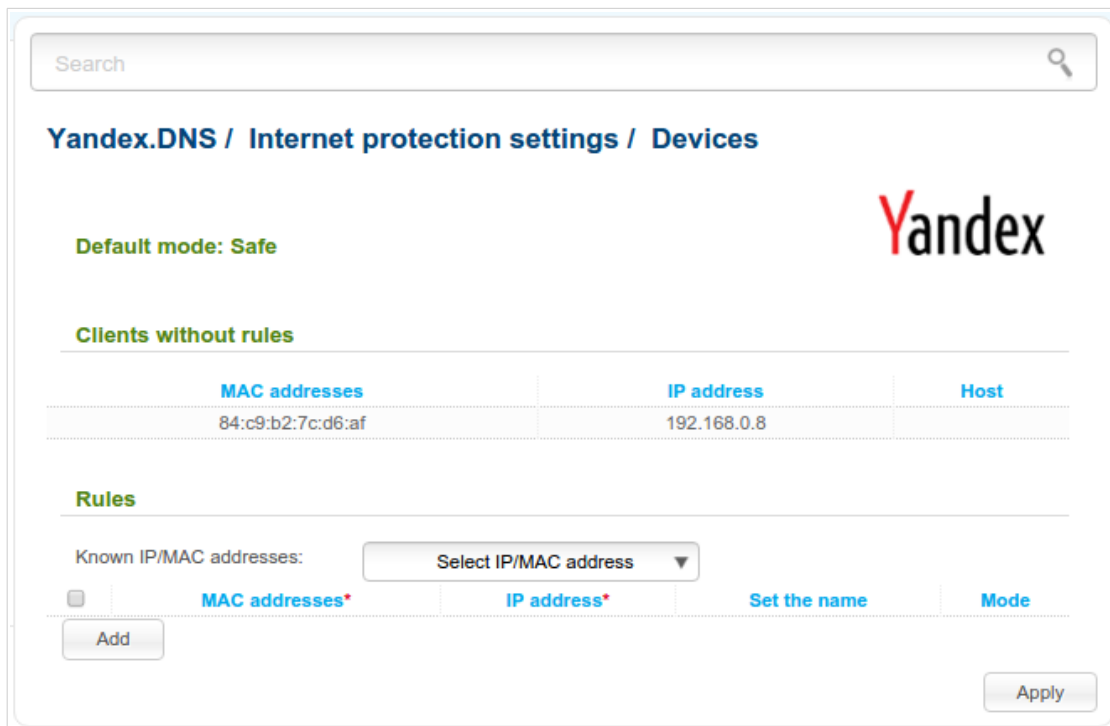 Search
Yandex.DNS / Internet protection settings / Devices
Yandex
Default mode: Safe
Clients without rules
MAC addresses IP address Host
84:c9:b2:7c:d6:af 192.168.0.8
Rules
Known IP/MAC addresses: Select IP/MAC address
MAC addresses* IP address* Set the name Mode
Add
Apply